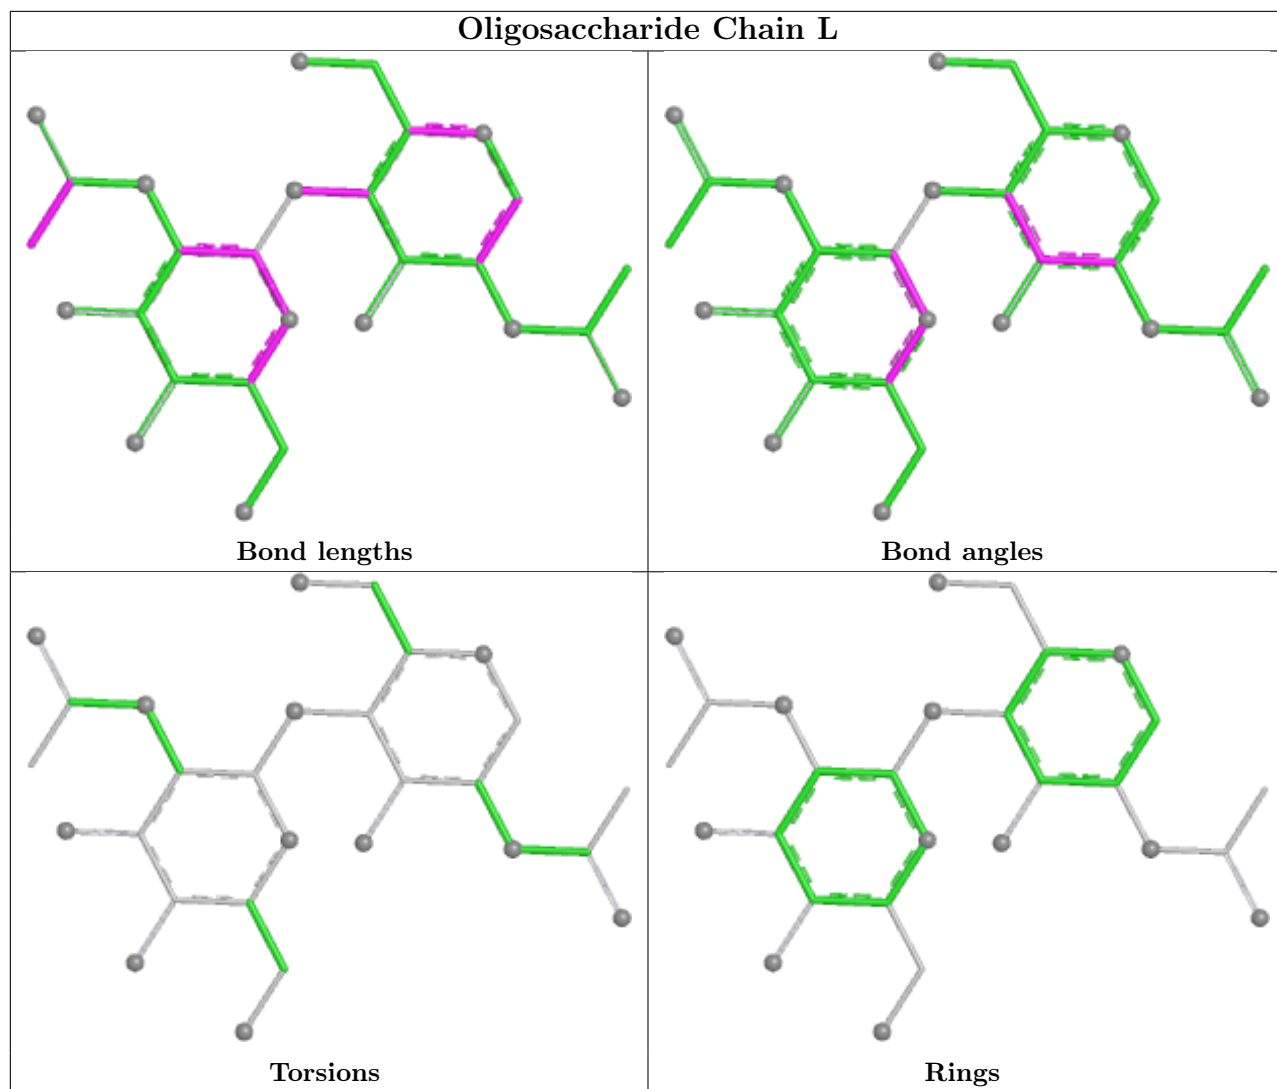 Oligosaccharide Chain L
Bond lengths
Bond angles
Torsions
Rings